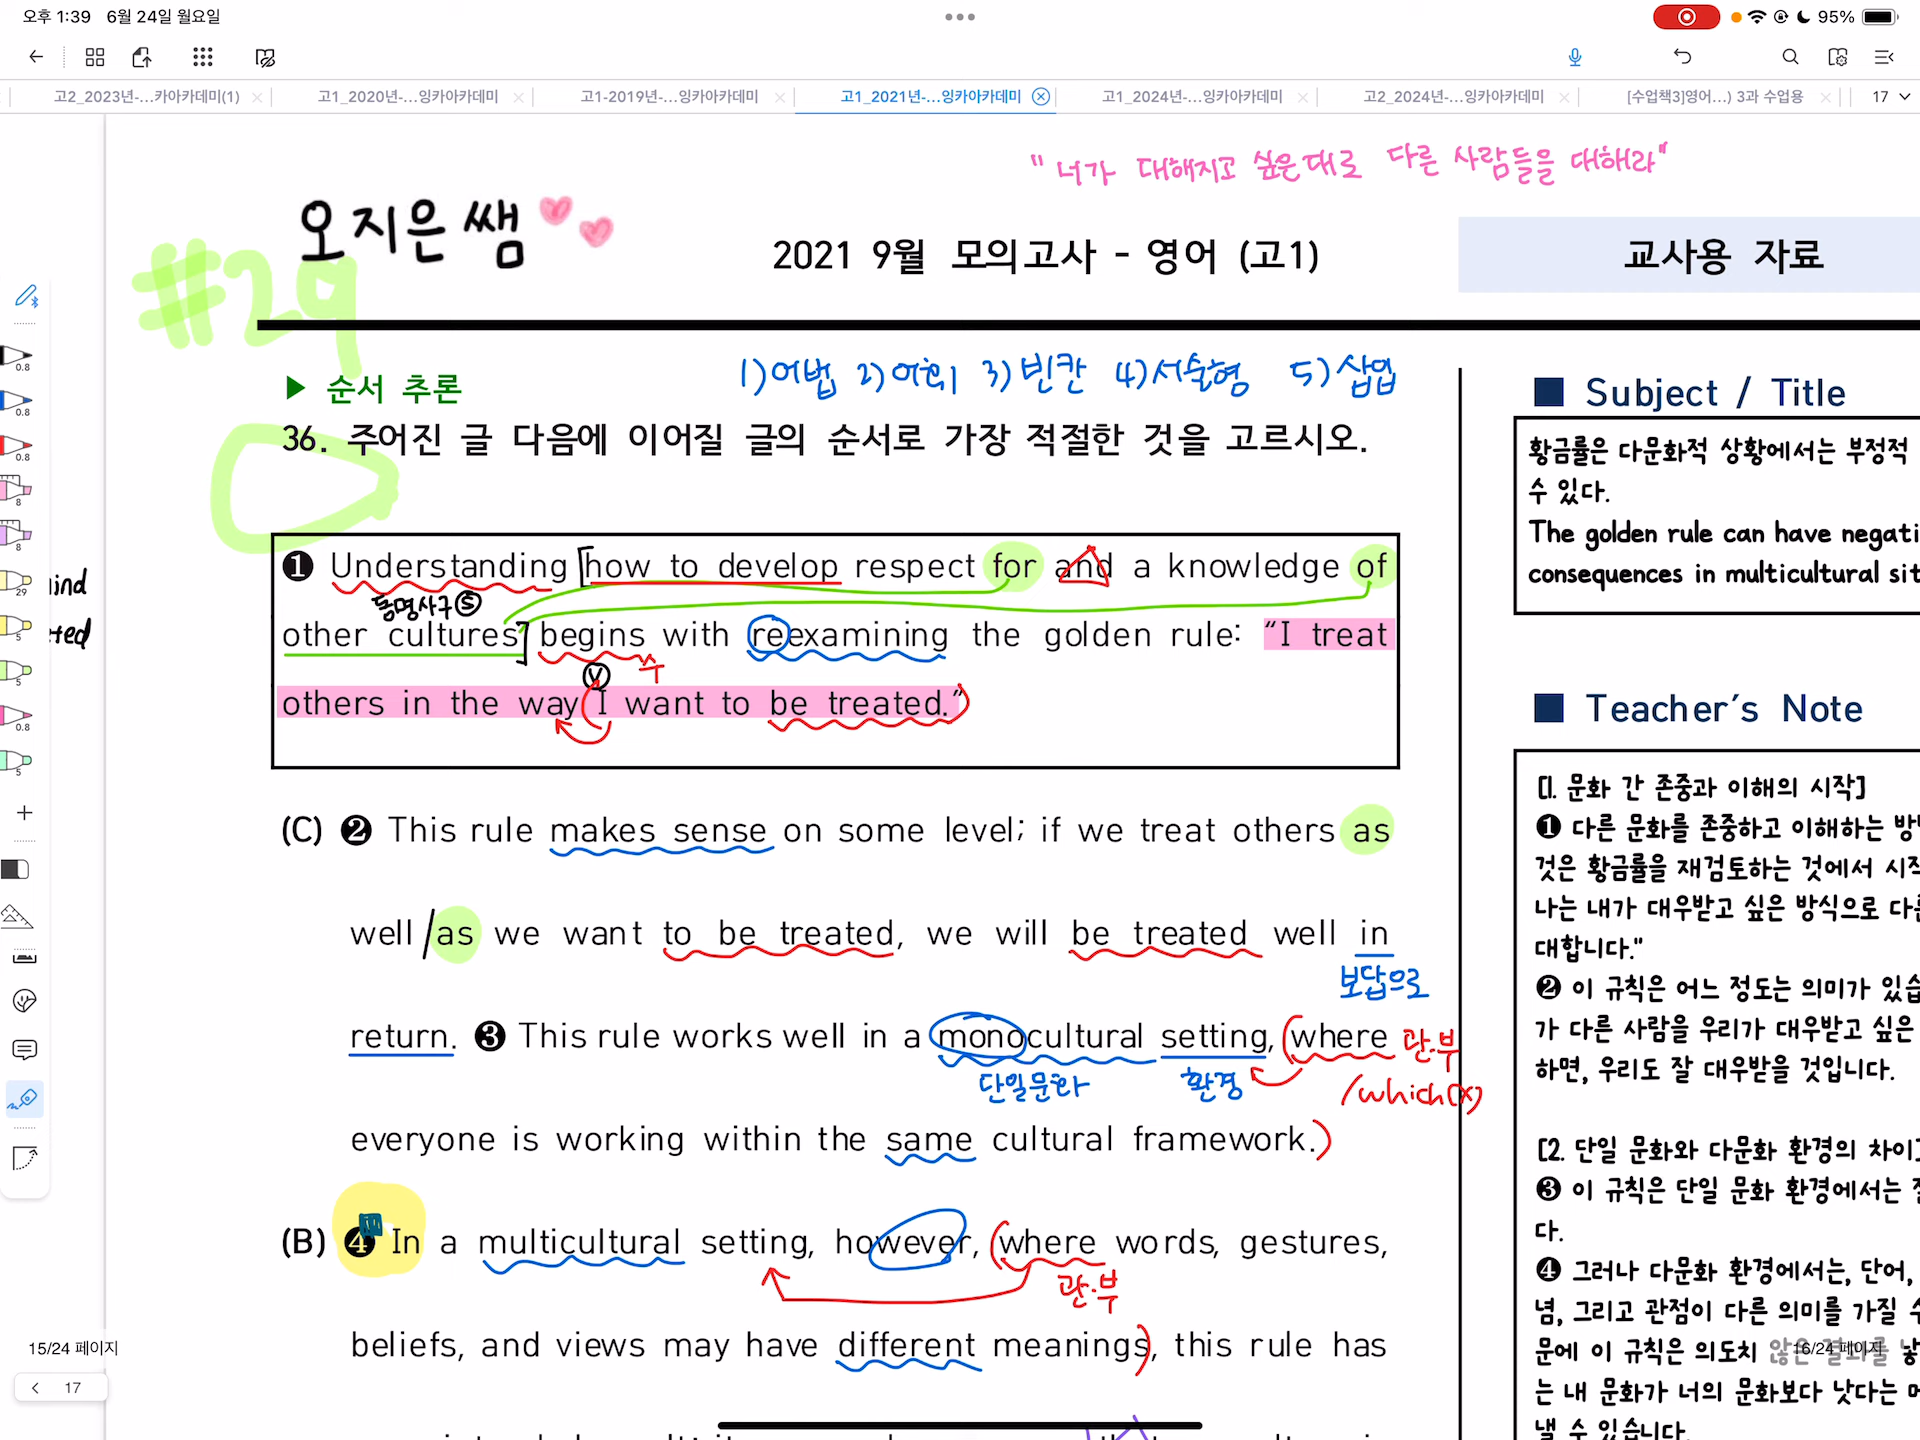 오후 1:39 6월 24일 월요일
95%
고2_2023년-...카아카데미(1)
고1_2020년-...잉카아카데미
고1-2019년-...잉카아카데미
고1_2021년-...잉카아카데미
고1_2024년-...잉카아카데미
고2_2024년-...잉카아카데미
[수업책3]영어...) 3과 수업용
17
"너가 대해지고 싶은대로 다른 사람들을 대해라"
오지은쌤
#29
2021 9월 모의고사 - 영어 (고1)
교사용 자료
1)어법 2)어휘 3)빈칸 4)서술형 5)삽입
▶ 순서 추론
36. 주어진 글 다음에 이어질 글의 순서로 가장 적절한 것을 고르시오.
❶ Understanding [how to develop respect for and a knowledge of
동명사구 Ⓢ
other cultures] begins with reexamining the golden rule: “I treat
Ⓥ 수
others in the way I want to be treated.”)
(C) ❷ This rule makes sense on some level; if we treat others as
well / as we want to be treated, we will be treated well in
보답으로
return. ❸ This rule works well in a monocultural setting, (where 관·부
단일문화 환경 /which(X)
everyone is working within the same cultural framework.)
(B) ❹ In a multicultural setting, however, (where words, gestures,
관·부
beliefs, and views may have different meanings), this rule has
■ Subject / Title
황금률은 다문화적 상황에서는 부정적
수 있다.
The golden rule can have negati
consequences in multicultural sit
■ Teacher’s Note
[1. 문화 간 존중과 이해의 시작]
❶ 다른 문화를 존중하고 이해하는 방
것은 황금률을 재검토하는 것에서 시작
나는 내가 대우받고 싶은 방식으로 다른
대합니다."
❷ 이 규칙은 어느 정도는 의미가 있습
가 다른 사람을 우리가 대우받고 싶은
하면, 우리도 잘 대우받을 것입니다.
[2. 단일 문화와 다문화 환경의 차이]
❸ 이 규칙은 단일 문화 환경에서는 잘
다.
❹ 그러나 다문화 환경에서는, 단어,
념, 그리고 관점이 다른 의미를 가질 수
문에 이 규칙은 의도치 않은 결과를 낳
는 내 문화가 너의 문화보다 낫다는 메
낼 수 있습니다.
0.8
0.8
0.8
8
8
29
5
5
5
0.8
5
ind
ted
15/24 페이지
16/24 페이지
17